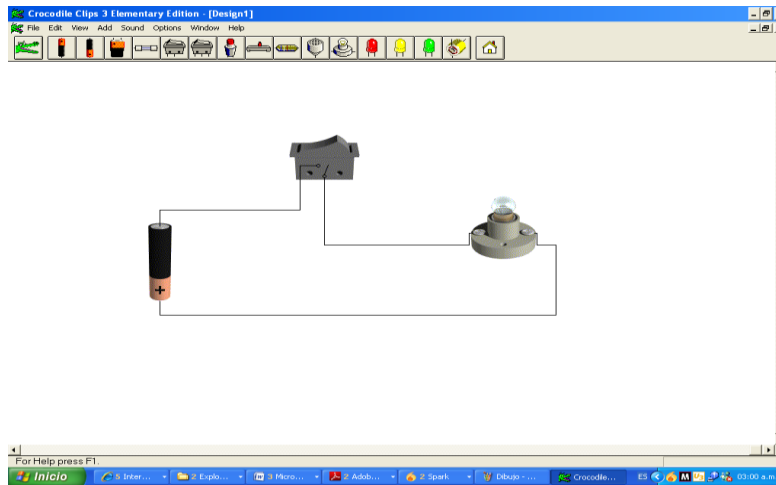 Crocodile Clips 3 Elementary Edition - [Design1]
File Edit View Add Sound Options Window Help
+
For Help press F1.
Inicio 5 Inter... 2 Explo... 3 Micro... 2 Adob... 2 Spark Dibujo - ... Crocodile... ES 03:00 a.m.